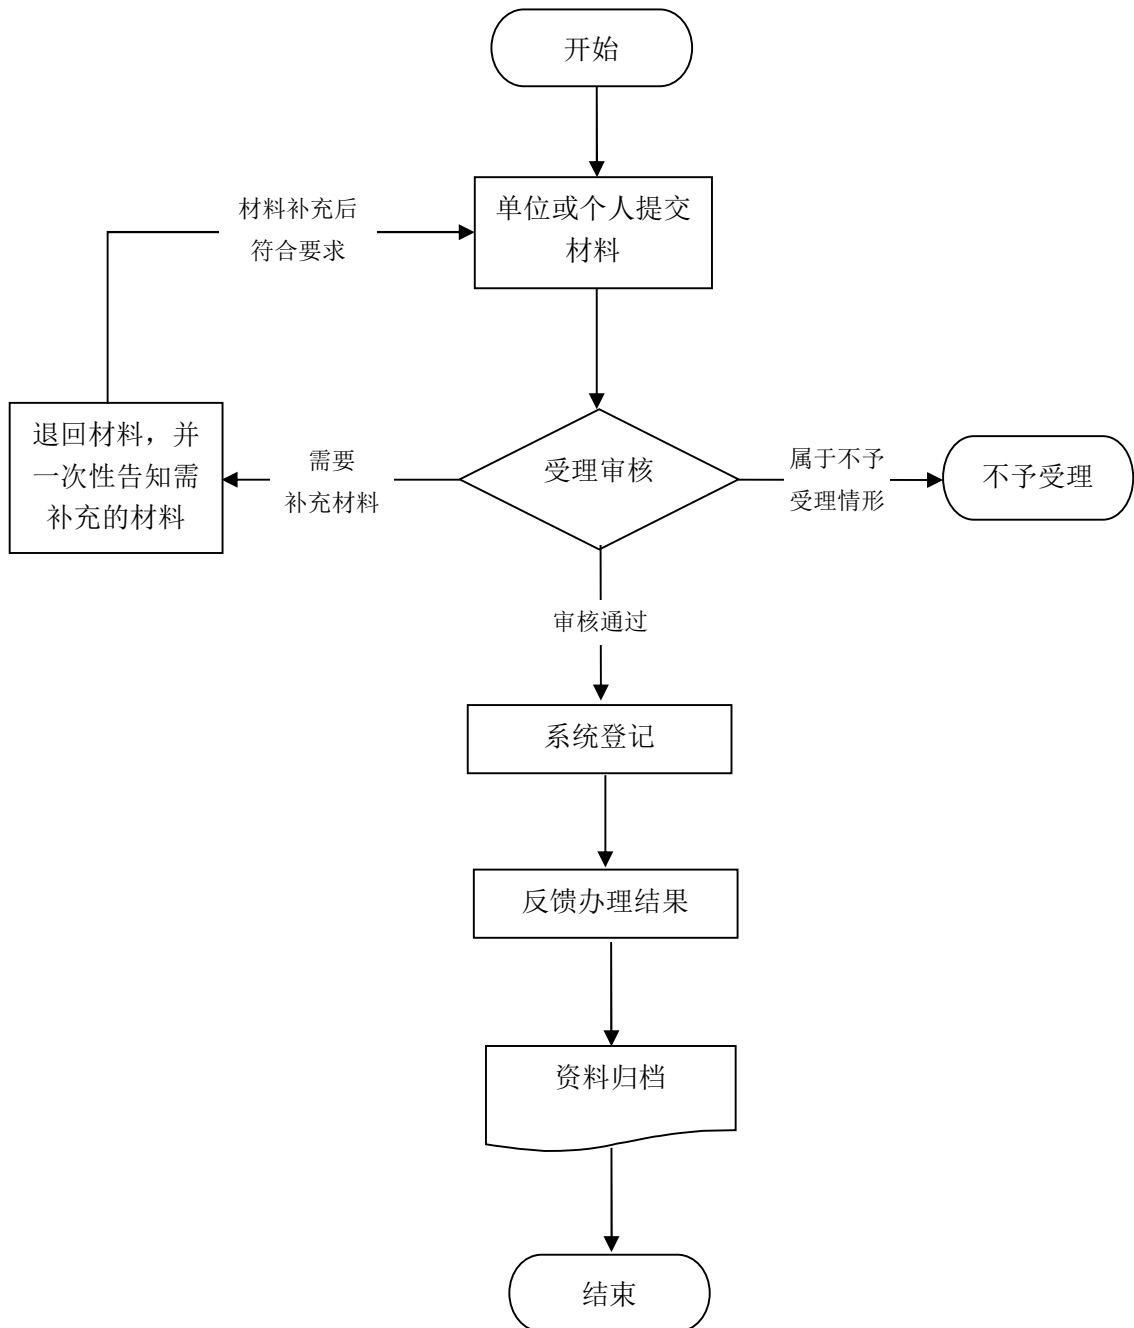 开始
材料补充后
符合要求
单位或个人提交
材料
退回材料，并
一次性告知需
补充的材料
需要
补充材料
受理审核
属于不予
受理情形
不予受理
审核通过
系统登记
反馈办理结果
资料归档
结束